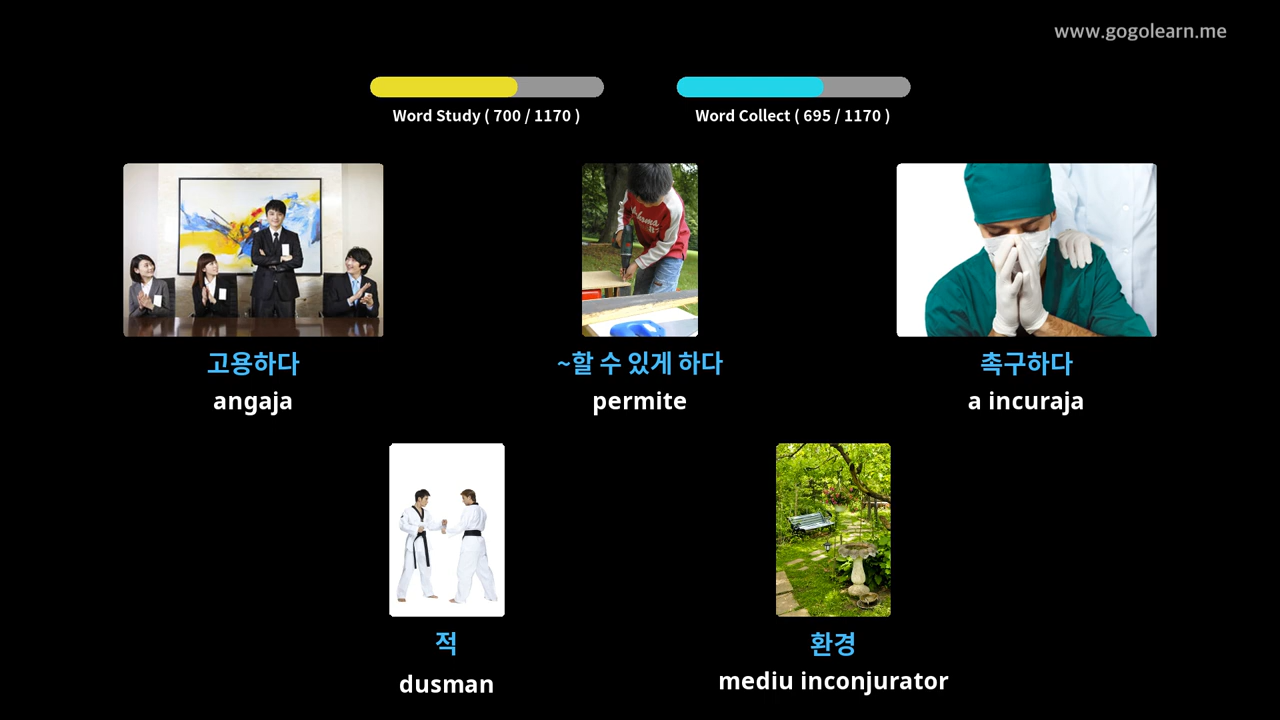 www.gogolearn.me
Word Study ( 700 / 1170 )
Word Collect ( 695 / 1170 )
고용하다
angaja
~할 수 있게 하다
permite
촉구하다
a incuraja
적
dusman
환경
mediu inconjurator